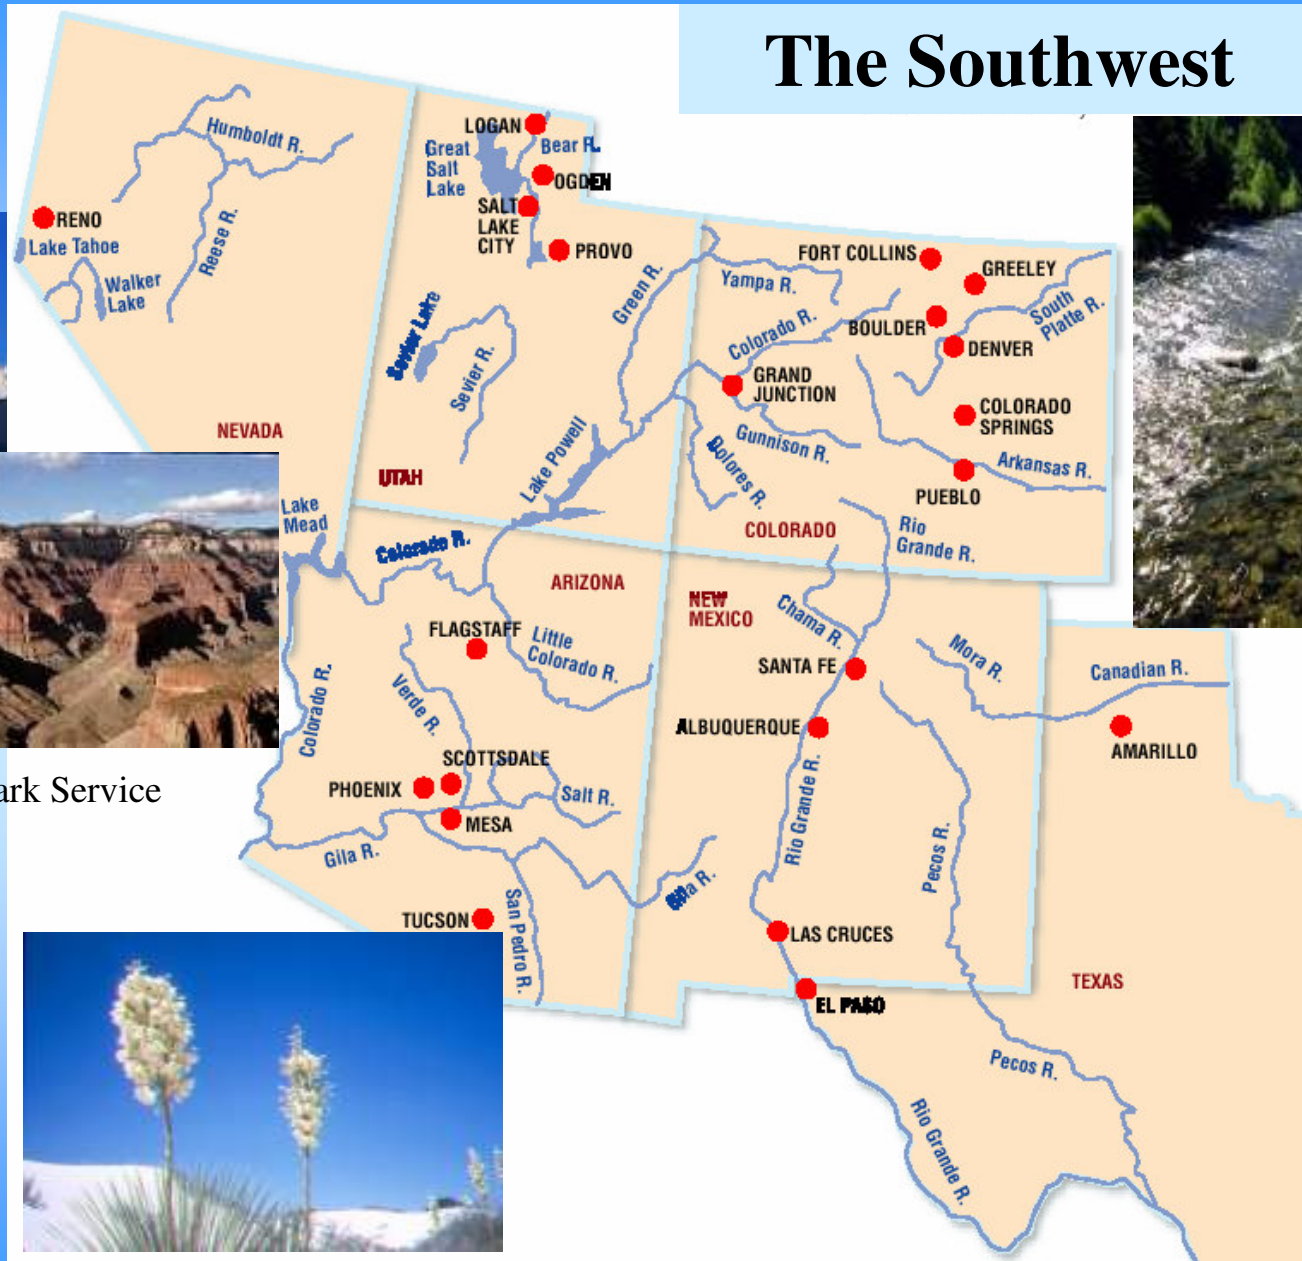 The Southwest
LOGAN
Bear R.
Great
Salt
Lake
OGDEN
SALT
LAKE
CITY
PROVO
Humboldt R.
Reese R.
RENO
Lake Tahoe
Walker
Lake
NEVADA
Sevier Lake
Sevier R.
Green R.
UTAH
Lake Powell
FORT COLLINS
GREELEY
Yampa R.
South
Platte R.
Colorado R.
BOULDER
DENVER
GRAND
JUNCTION
COLORADO
SPRINGS
Gunnison R.
Dolores R.
Arkansas R.
PUEBLO
COLORADO
Rio
Grande R.
Lake
Mead
Colorado R.
ARIZONA
NEW
MEXICO
Chama R.
FLAGSTAFF
Little
Colorado R.
SANTA FE
Mora R.
Canadian R.
Colorado R.
Verde R.
ALBUQUERQUE
AMARILLO
SCOTTSDALE
PHOENIX
Salt R.
MESA
Rio Grande R.
Pecos R.
Gila R.
Gila R.
TUCSON
San Pedro R.
LAS CRUCES
TEXAS
EL PASO
Pecos R.
Rio Grande R.
ark Service